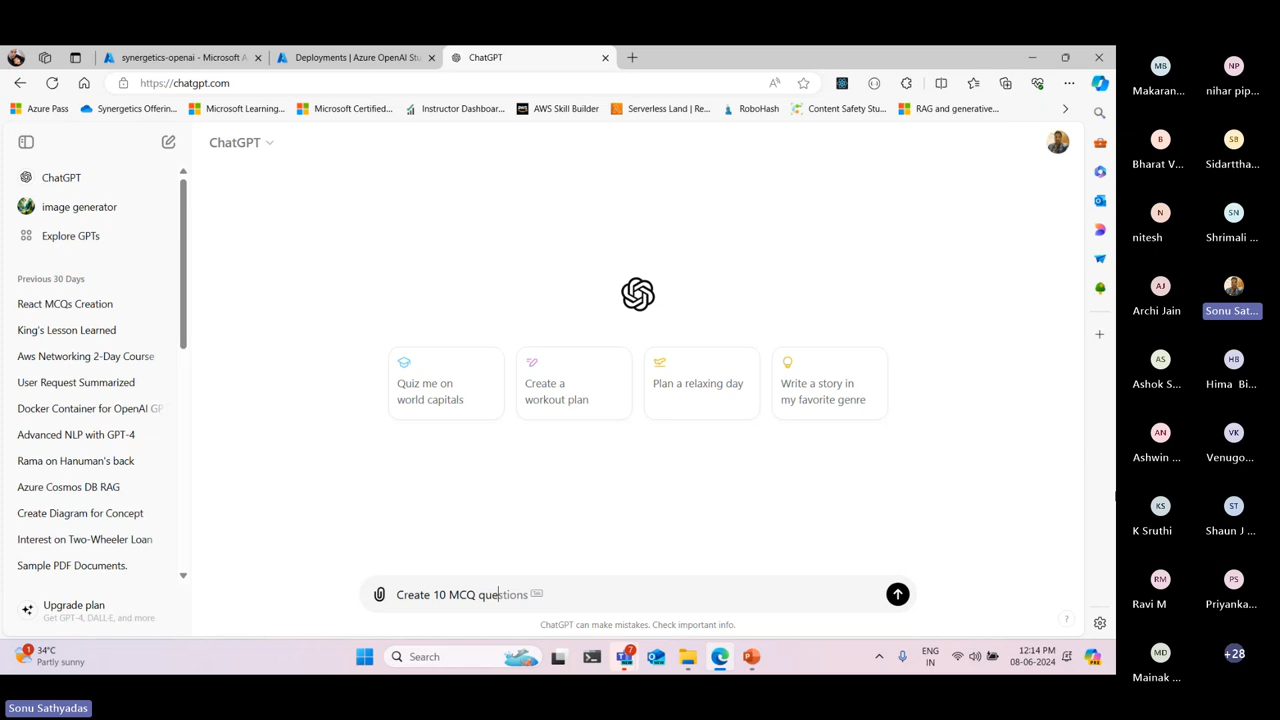 synergetics-openai - Microsoft A
Deployments | Azure OpenAI Stu
ChatGPT
https://chatgpt.com
Azure Pass
Synergetics Offering...
Microsoft Learning...
Microsoft Certified...
Instructor Dashboar...
AWS Skill Builder
Serverless Land | Re...
RoboHash
Content Safety Stu...
RAG and generative...
ChatGPT
ChatGPT
image generator
Explore GPTs
Previous 30 Days
React MCQs Creation
King's Lesson Learned
Aws Networking 2-Day Course
User Request Summarized
Docker Container for OpenAI GP
Advanced NLP with GPT-4
Rama on Hanuman's back
Azure Cosmos DB RAG
Create Diagram for Concept
Interest on Two-Wheeler Loan
Sample PDF Documents.
Upgrade plan
Get GPT-4, DALL-E, and more
Quiz me on
world capitals
Create a
workout plan
Plan a relaxing day
Write a story in
my favorite genre
Create 10 MCQ questions
ChatGPT can make mistakes. Check important info.
?
1
34°C
Partly sunny
Search
7
ENG
IN
12:14 PM
08-06-2024
MB
Makaran...
NP
nihar pip...
B
Bharat V...
SB
Sidarttha...
N
nitesh
SN
Shrimali ...
AJ
Archi Jain
Sonu Sat...
AS
Ashok S...
HB
Hima Bi...
AN
Ashwin ...
VK
Venugo...
KS
K Sruthi
ST
Shaun J ...
RM
Ravi M
PS
Priyanka...
MD
Mainak ...
+28
Sonu Sathyadas